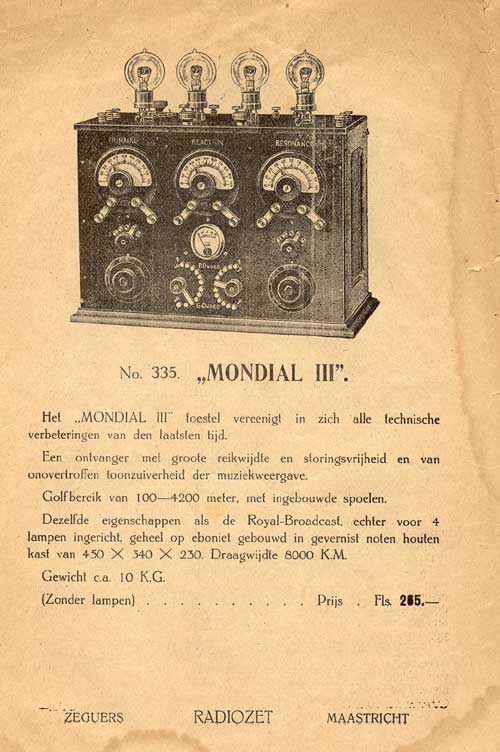 PRIMAIRE REACTION RESONANCE
No. 335. „MONDIAL III”.
Het „MONDIAL III” toestel vereenigt in zich alle technische
verbeteringen van den laatsten tijd.
Een ontvanger met groote reikwijdte en storingsvrijheid en van
onovertroffen toonzuiverheid der muziekweergave.
Golfbereik van 100—4200 meter, met ingebouwde spoelen.
Dezelfde eigenschappen als de Royal-Broadcast, echter voor 4
lampen ingericht, geheel op eboniet gebouwd in gevernist noten houten
kast van 450 × 340 × 230. Draagwijdte 8000 K.M.
Gewicht c.a. 10 K.G.
(Zonder lampen) . . . . . . . . . . Prijs . Fls. 265.—
ZEGUERS RADIOZET MAASTRICHT